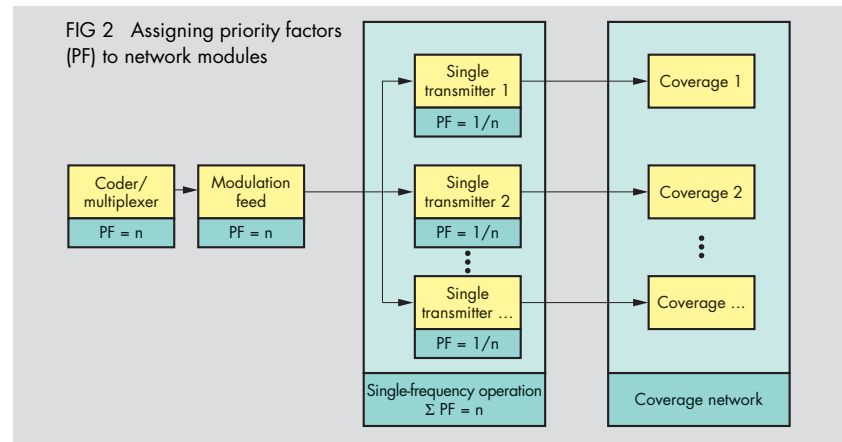 FIG 2 Assigning priority factors
(PF) to network modules
Coder/
multiplexer
PF = n
Modulation
feed
PF = n
Single
transmitter 1
PF = 1/n
Single
transmitter 2
PF = 1/n
Single
transmitter ...
PF = 1/n
Single-frequency operation
Σ PF = n
Coverage 1
Coverage 2
Coverage ...
Coverage network